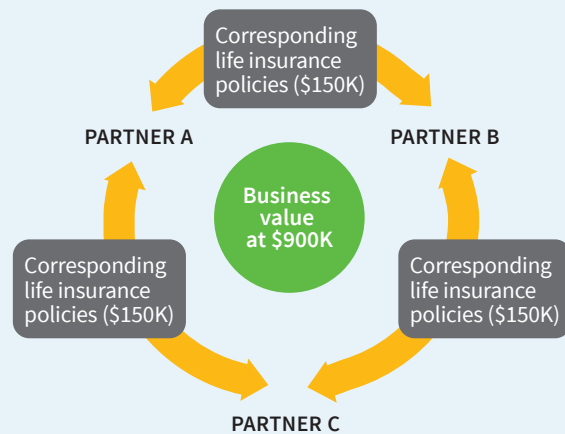 Corresponding
life insurance
policies ($150K)
PARTNER A
PARTNER B
Business
value
at $900K
Corresponding
life insurance
policies ($150K)
Corresponding
life insurance
policies ($150K)
PARTNER C